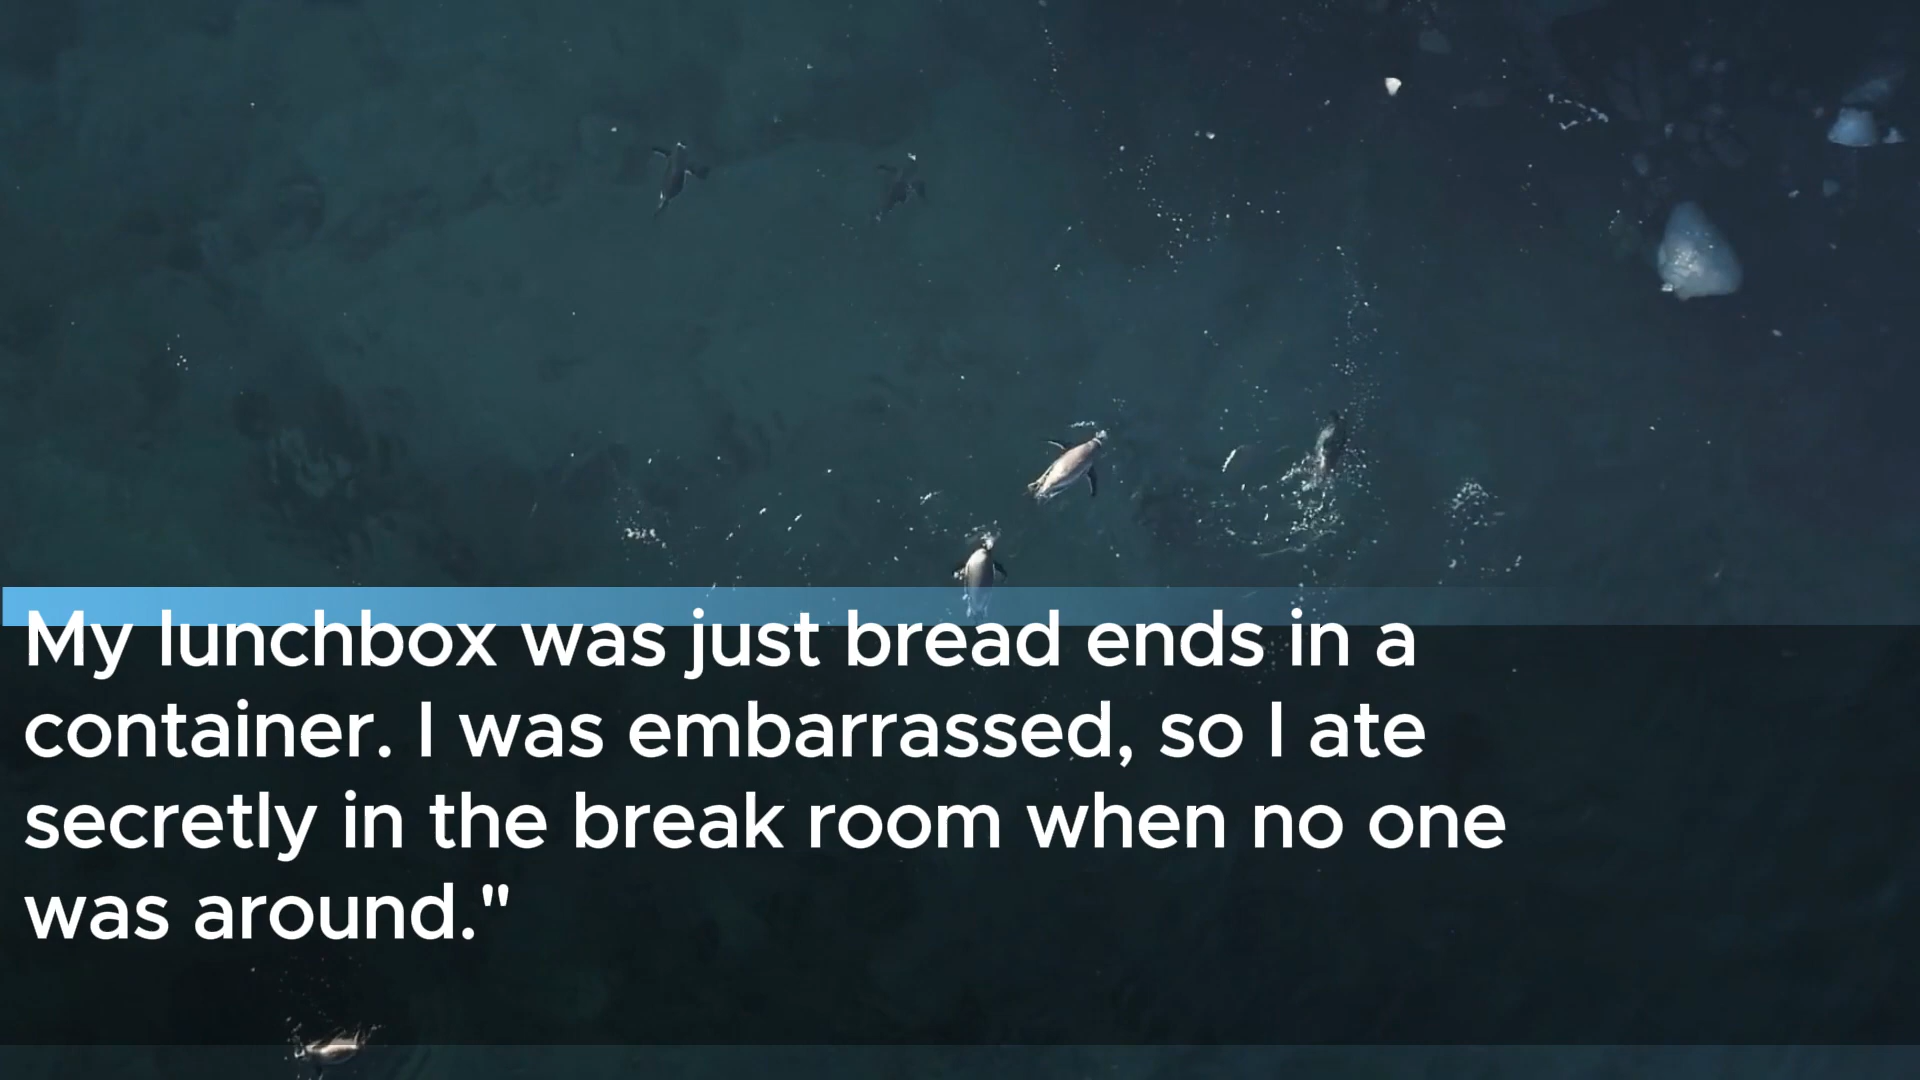 My lunchbox was just bread ends in a
container. I was embarrassed, so I ate
secretly in the break room when no one
was around."